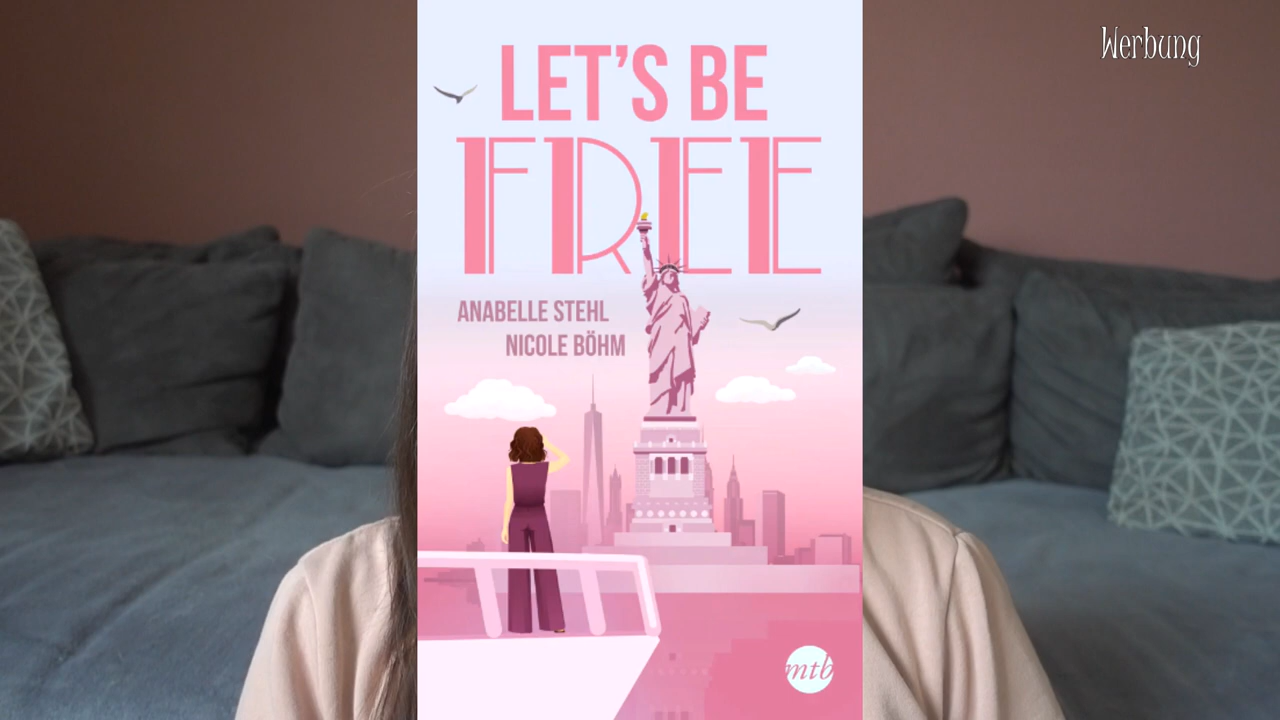 Werbung
LET'S BE
FREE
ANABELLE STEHL
NICOLE BÖHM
mtb